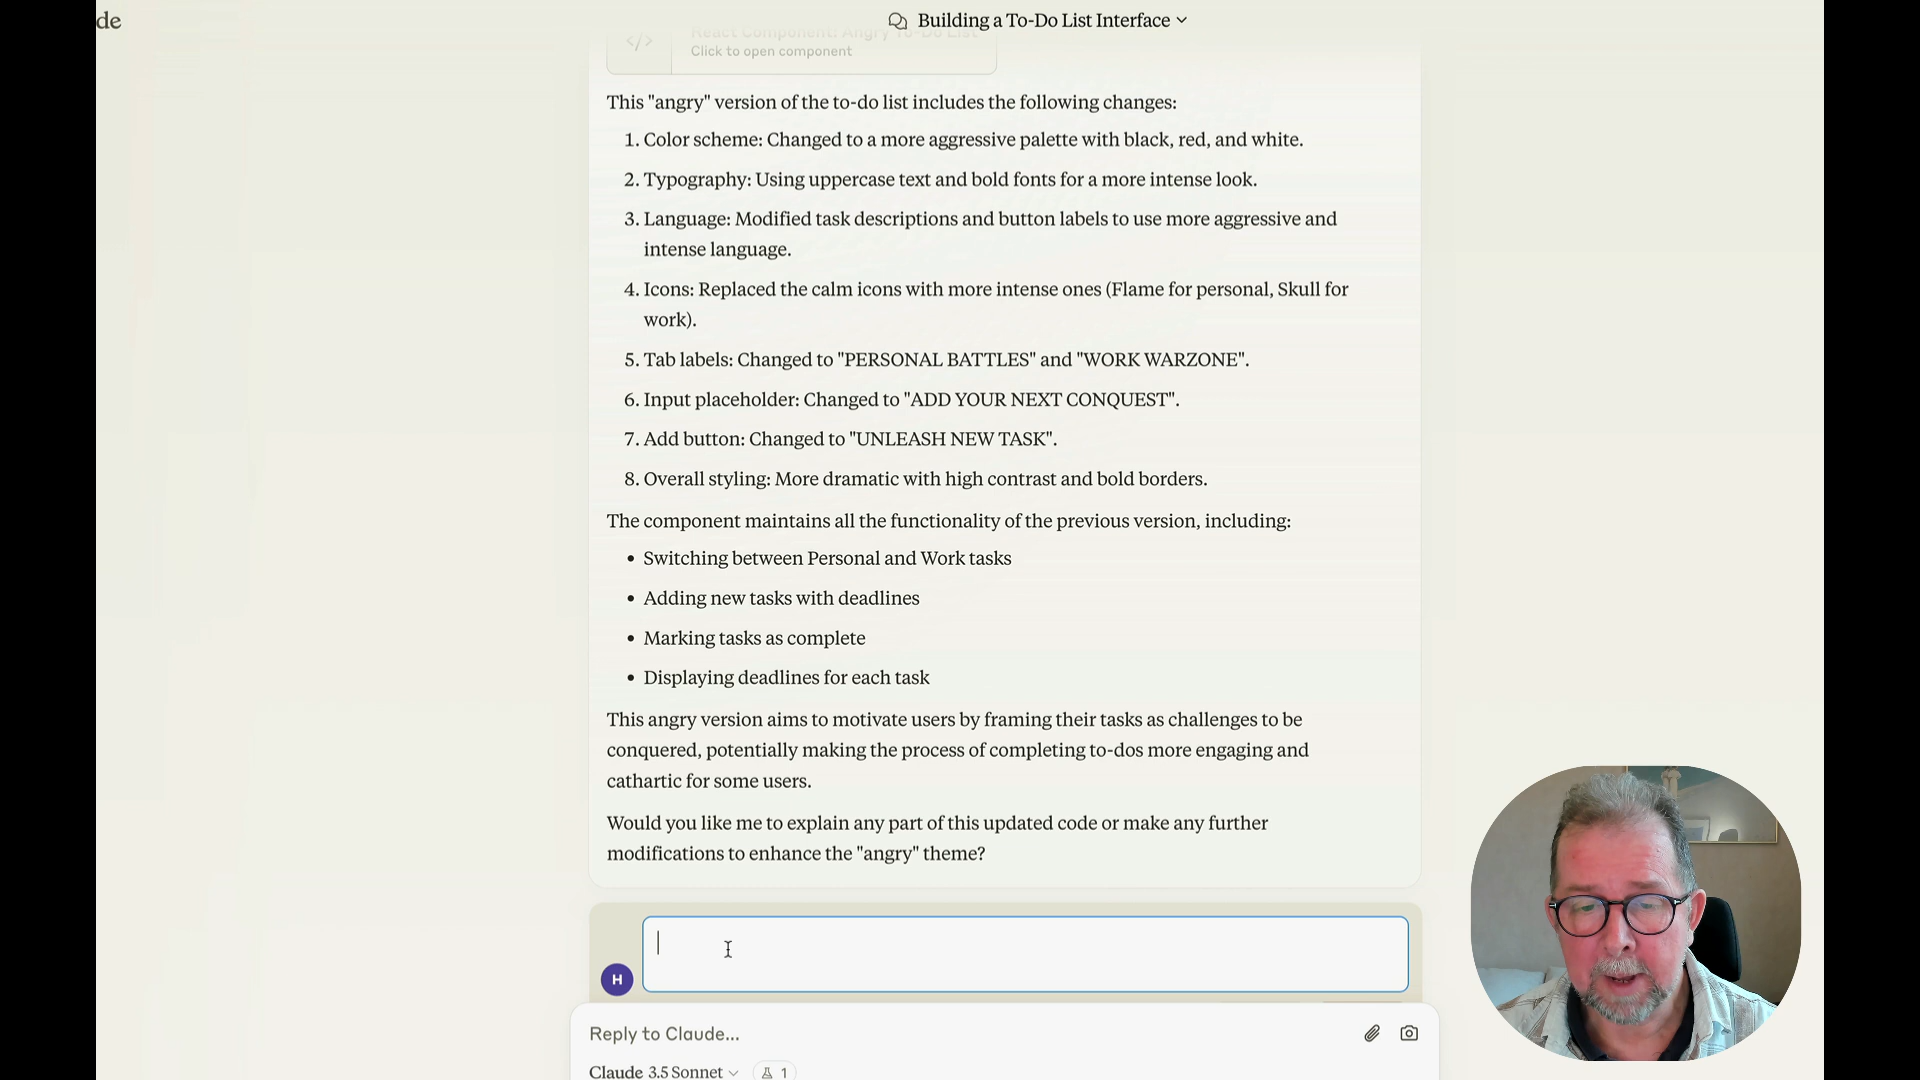 de
Building a To-Do List Interface
React Component: Angry To-Do List
Click to open component
This "angry" version of the to-do list includes the following changes:
1. Color scheme: Changed to a more aggressive palette with black, red, and white.
2. Typography: Using uppercase text and bold fonts for a more intense look.
3. Language: Modified task descriptions and button labels to use more aggressive and
intense language.
4. Icons: Replaced the calm icons with more intense ones (Flame for personal, Skull for
work).
5. Tab labels: Changed to "PERSONAL BATTLES" and "WORK WARZONE".
6. Input placeholder: Changed to "ADD YOUR NEXT CONQUEST".
7. Add button: Changed to "UNLEASH NEW TASK".
8. Overall styling: More dramatic with high contrast and bold borders.
The component maintains all the functionality of the previous version, including:
• Switching between Personal and Work tasks
• Adding new tasks with deadlines
• Marking tasks as complete
• Displaying deadlines for each task
This angry version aims to motivate users by framing their tasks as challenges to be
conquered, potentially making the process of completing to-dos more engaging and
cathartic for some users.
Would you like me to explain any part of this updated code or make any further
modifications to enhance the "angry" theme?
H
Reply to Claude...
Claude 3.5 Sonnet
1